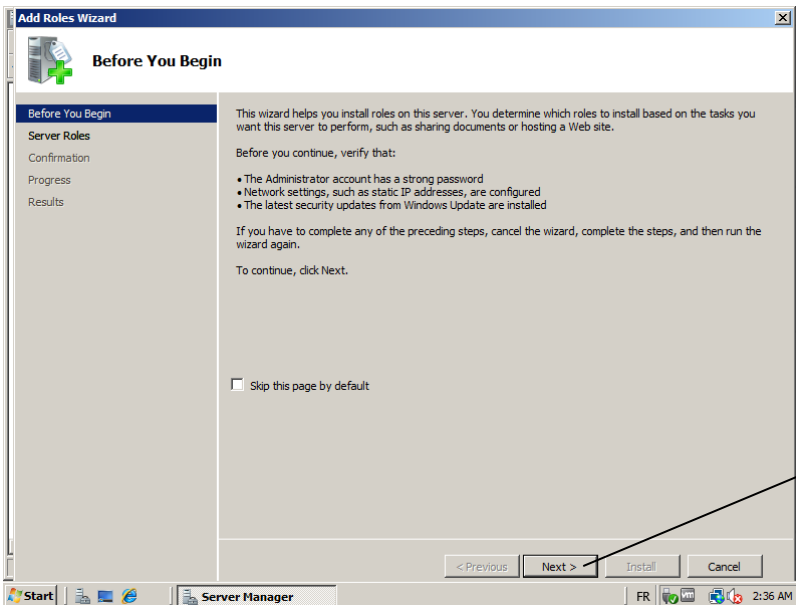 Add Roles Wizard
Before You Begin
Before You Begin
Server Roles
Confirmation
Progress
Results
This wizard helps you install roles on this server. You determine which roles to install based on the tasks you
want this server to perform, such as sharing documents or hosting a Web site.
Before you continue, verify that:
• The Administrator account has a strong password
• Network settings, such as static IP addresses, are configured
• The latest security updates from Windows Update are installed
If you have to complete any of the preceding steps, cancel the wizard, complete the steps, and then run the
wizard again.
To continue, click Next.
Skip this page by default
< Previous
Next >
Install
Cancel
Start
Server Manager
FR
vm
2:36 AM